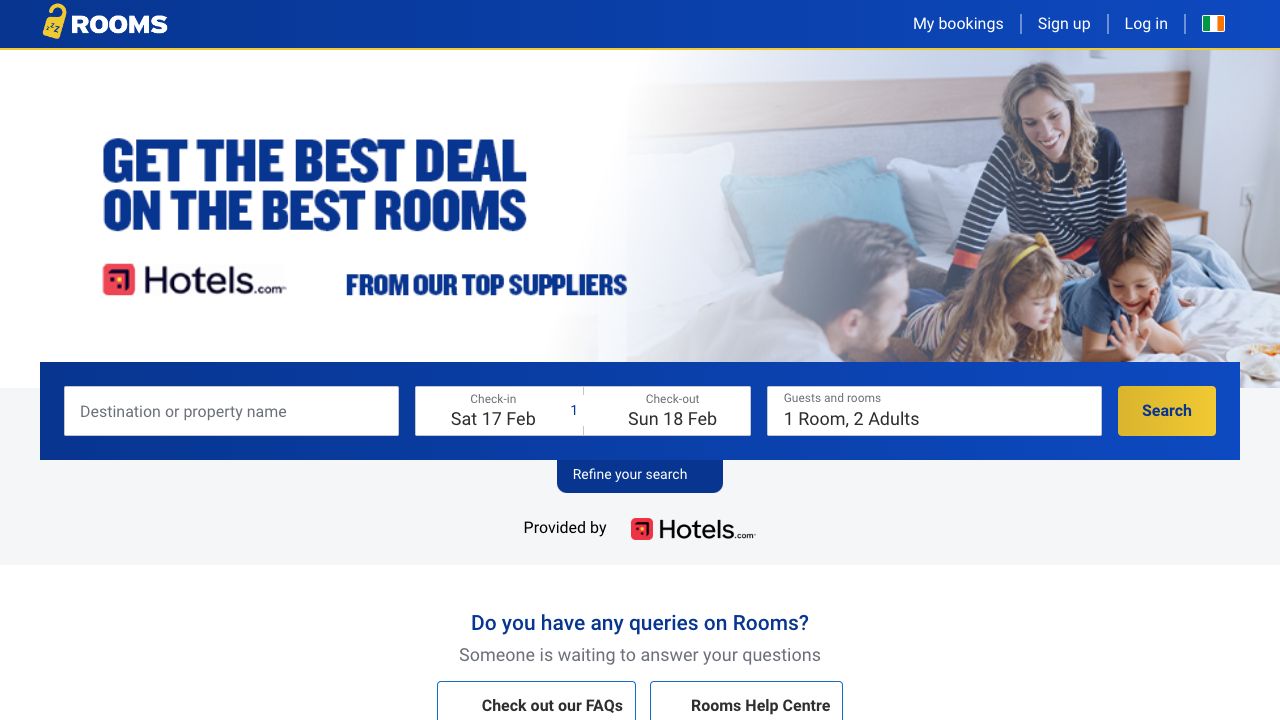 ROOMS
My bookings
Sign up
Log in
GET THE BEST DEAL
ON THE BEST ROOMS
Hotels.com
FROM OUR TOP SUPPLIERS
Destination or property name
Check-in
Sat 17 Feb
1
Check-out
Sun 18 Feb
Guests and rooms
1 Room, 2 Adults
Search
Refine your search
Provided by
Hotels.com
Do you have any queries on Rooms?
Someone is waiting to answer your questions
Check out our FAQs
Rooms Help Centre